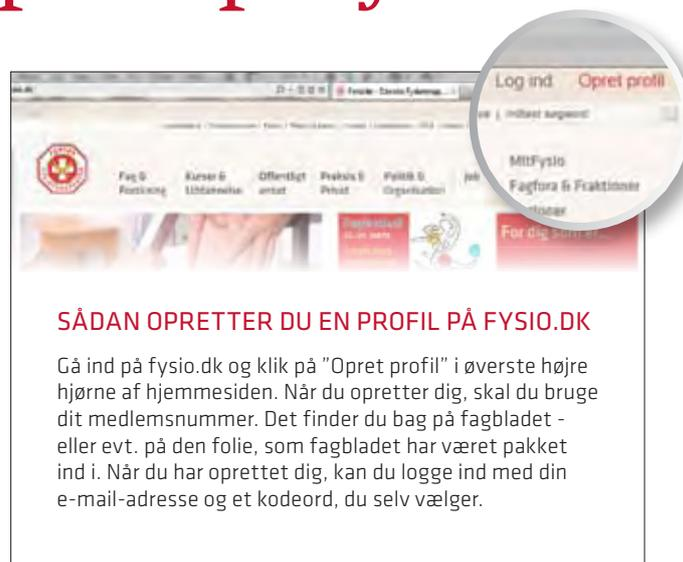 Log ind Opret profil
MitFysio
Fagfora & Fraktioner
Fag &
Forskning
Kurser &
Uddannelse
Offentligt
ansat
Praksis &
Privat
Politik &
Organisation
Job
For dig som er...
SÅDAN OPRETTER DU EN PROFIL PÅ FYSIO.DK
Gå ind på fysio.dk og klik på ”Opret profil” i øverste højre
hjørne af hjemmesiden. Når du opretter dig, skal du bruge
dit medlemsnummer. Det finder du bag på fagbladet -
eller evt. på den folie, som fagbladet har været pakket
ind i. Når du har oprettet dig, kan du logge ind med din
e-mail-adresse og et kodeord, du selv vælger.